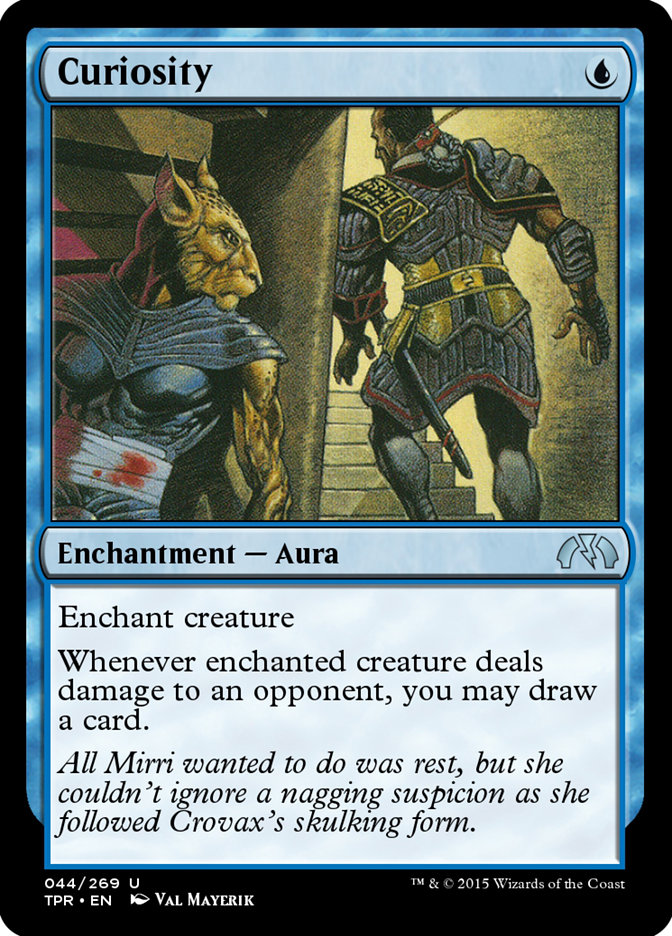 Curiosity
Enchantment — Aura
Enchant creature
Whenever enchanted creature deals
damage to an opponent, you may draw
a card.
All Mirri wanted to do was rest, but she
couldn't ignore a nagging suspicion as she
followed Crovax's skulking form.
044/269 U
™ & © 2015 Wizards of the Coast
TPR • EN Val Mayerik